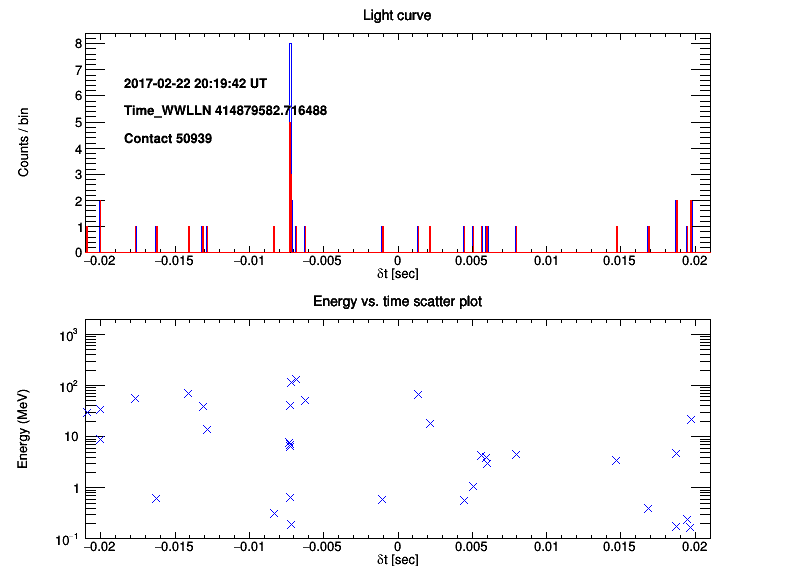 Light curve
Counts / bin
8
7
6
5
4
3
2
1
0
2017-02-22 20:19:42 UT
Time_WWLLN 414879582.716488
Contact 50939
−0.02 −0.015 −0.01 −0.005 0 0.005 0.01 0.015 0.02
δt [sec]
Energy vs. time scatter plot
Energy (MeV)
10³
10²
10
1
10⁻¹
−0.02 −0.015 −0.01 −0.005 0 0.005 0.01 0.015 0.02
δt [sec]